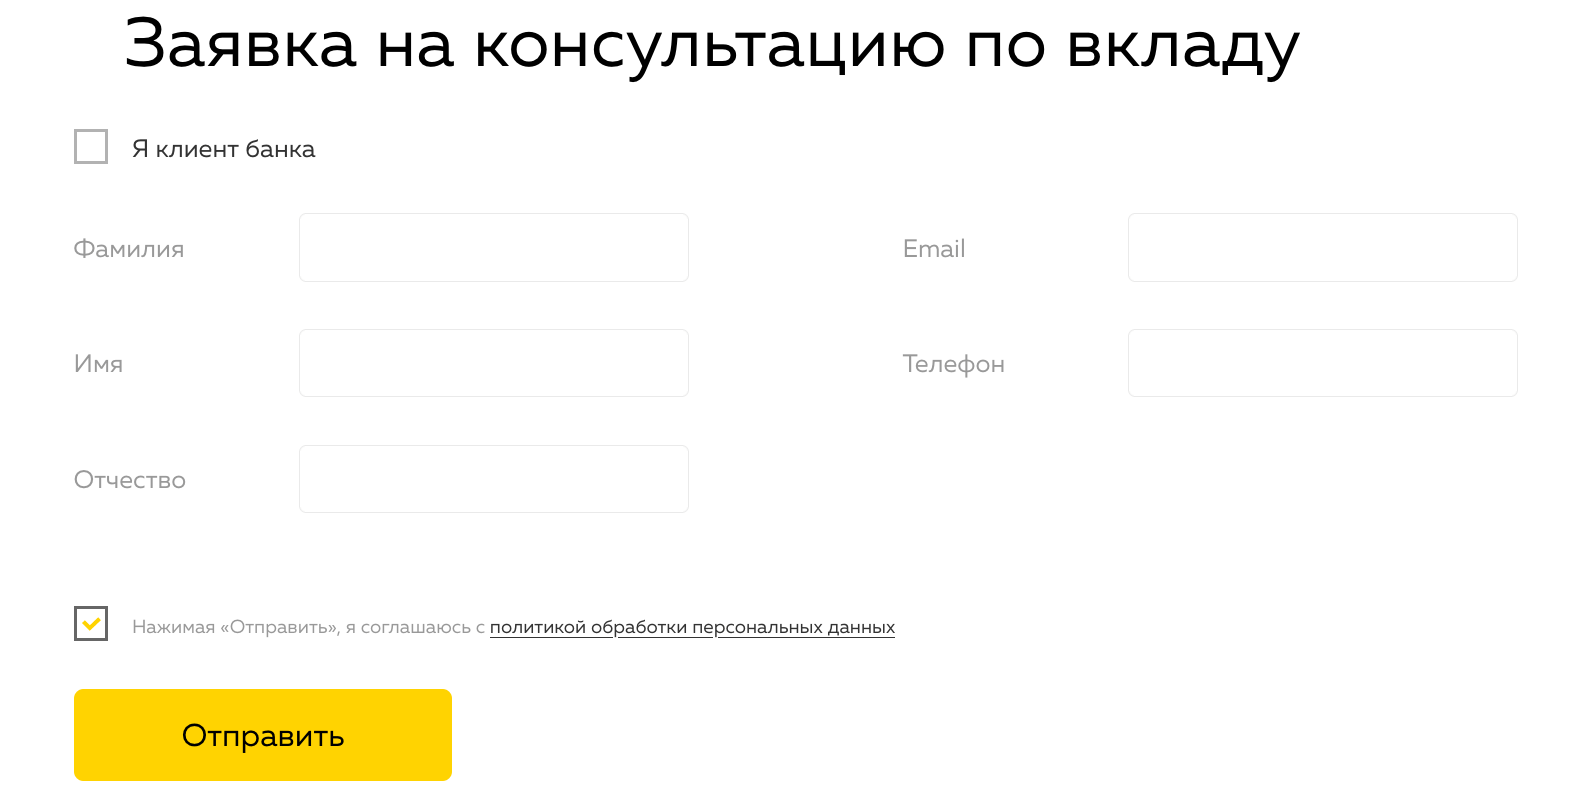 Заявка на консультацию по вкладу
Я клиент банка
Фамилия
Email
Имя
Телефон
Отчество
Нажимая «Отправить», я соглашаюсь с политикой обработки персональных данных
Отправить